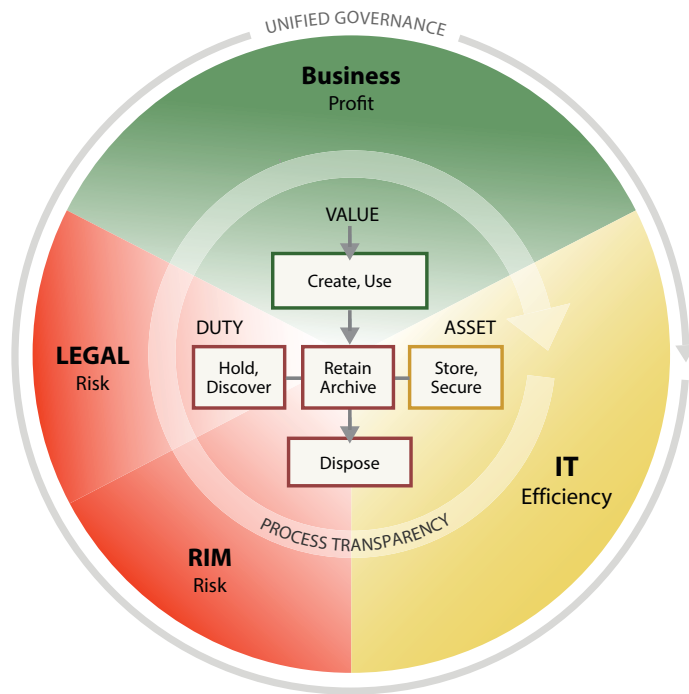 UNIFIED GOVERNANCE
Business
Profit
VALUE
Create, Use
DUTY
ASSET
LEGAL
Risk
Hold,
Discover
Retain
Archive
Store,
Secure
Dispose
IT
Efficiency
PROCESS TRANSPARENCY
RIM
Risk